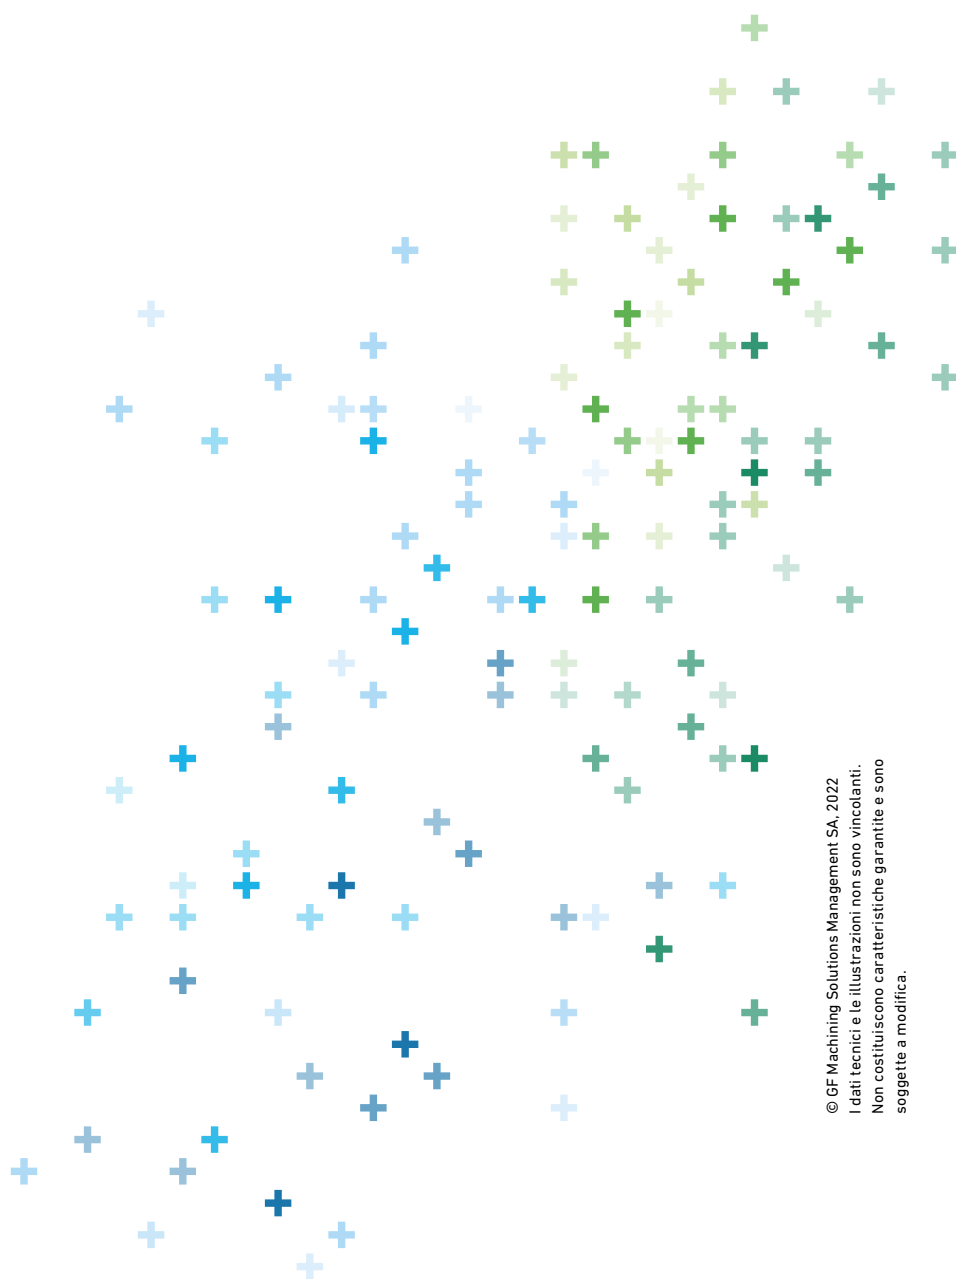 © GF Machining Solutions Management SA, 2022
I dati tecnici e le illustrazioni non sono vincolanti.
Non costituiscono caratteristiche garantite e sono
soggette a modifica.